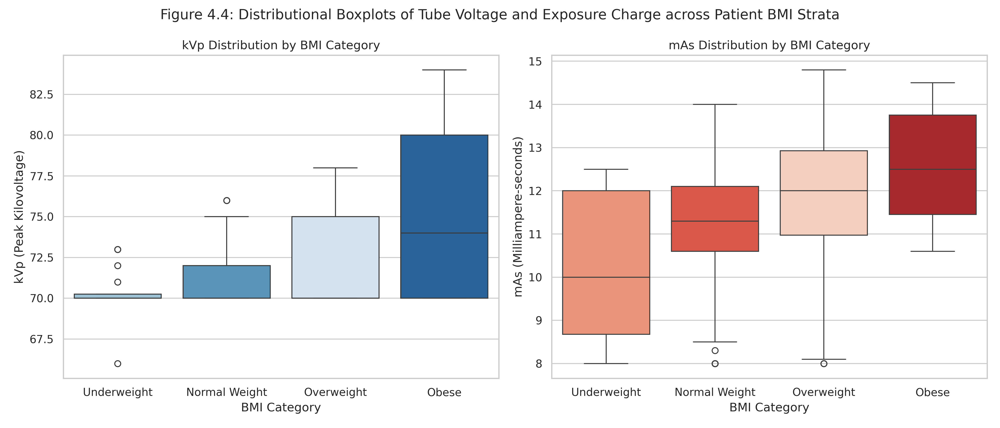 Figure 4.4: Distributional Boxplots of Tube Voltage and Exposure Charge across Patient BMI Strata
kVp Distribution by BMI Category
kVp (Peak Kilovoltage)
82.5
80.0
77.5
75.0
72.5
70.0
67.5
Underweight Normal Weight Overweight Obese
BMI Category
mAs Distribution by BMI Category
mAs (Milliampere-seconds)
15
14
13
12
11
10
9
8
Underweight Normal Weight Overweight Obese
BMI Category